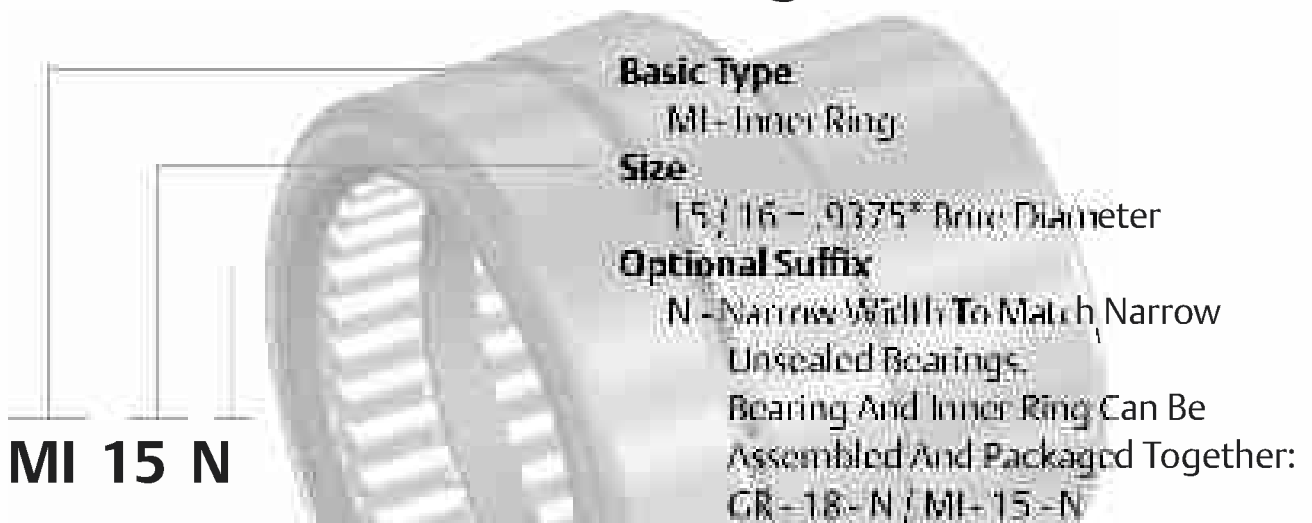 Basic Type
MI - Inner Ring
Size
15 / 16 = .9375" Bore Diameter
Optional Suffix
N - Narrow Width To Match Narrow
Unsealed Bearings.
Bearing And Inner Ring Can Be
Assembled And Packaged Together:
GR - 18 - N / MI - 15 - N
MI 15 N